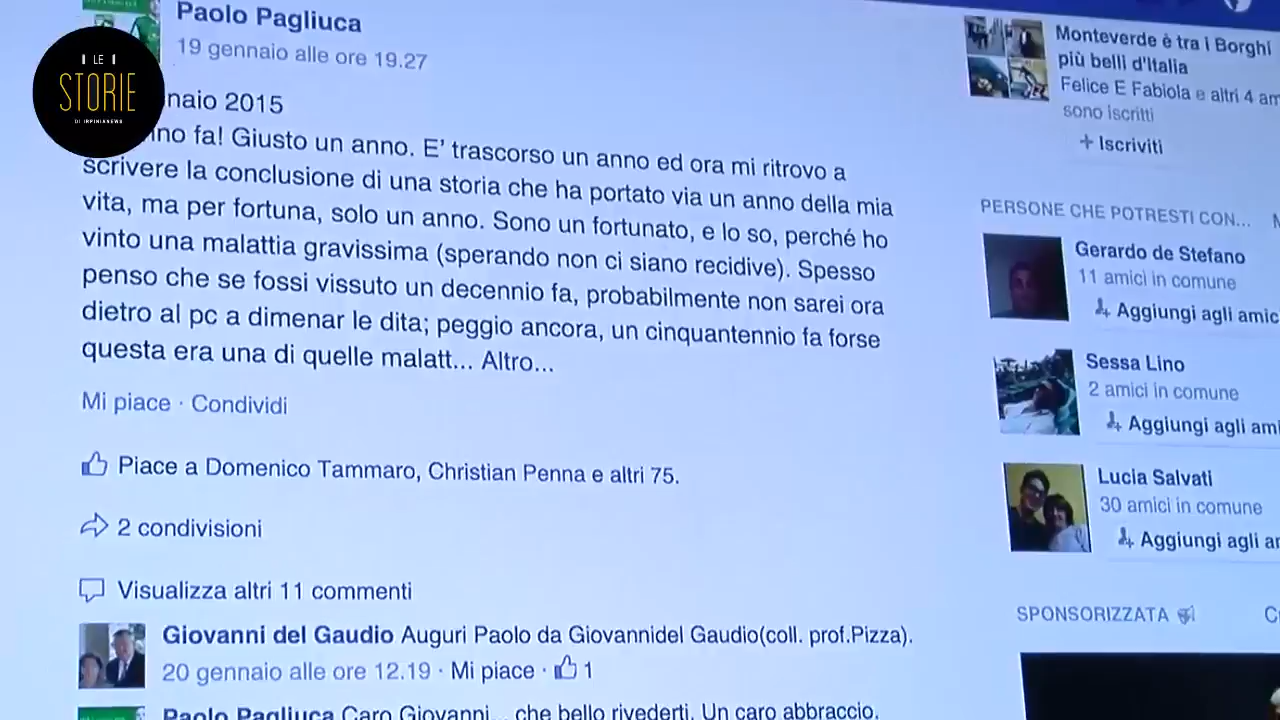 Paolo Pagliuca
19 gennaio alle ore 19.27
LE
STORIE
DI IRPINIANEWS
naio 2015
no fa! Giusto un anno. E' trascorso un anno ed ora mi ritrovo a
scrivere la conclusione di una storia che ha portato via un anno della mia
vita, ma per fortuna, solo un anno. Sono un fortunato, e lo so, perché ho
vinto una malattia gravissima (sperando non ci siano recidive). Spesso
penso che se fossi vissuto un decennio fa, probabilmente non sarei ora
dietro al pc a dimenar le dita; peggio ancora, un cinquantennio fa forse
questa era una di quelle malatt... Altro...
Mi piace · Condividi
Piace a Domenico Tammaro, Christian Penna e altri 75.
2 condivisioni
Visualizza altri 11 commenti
Giovanni del Gaudio Auguri Paolo da Giovannidel Gaudio(coll. prof.Pizza).
20 gennaio alle ore 12.19 · Mi piace · 1
Paolo Pagliuca Caro Giovanni... che bello rivederti. Un caro abbraccio.
Monteverde è tra i Borghi
più belli d'Italia
Felice E Fabiola e altri 4 am
sono iscritti
+ Iscriviti
PERSONE CHE POTRESTI CON...
Gerardo de Stefano
11 amici in comune
Aggiungi agli amic
Sessa Lino
2 amici in comune
Aggiungi agli ami
Lucia Salvati
30 amici in comune
Aggiungi agli a
SPONSORIZZATA